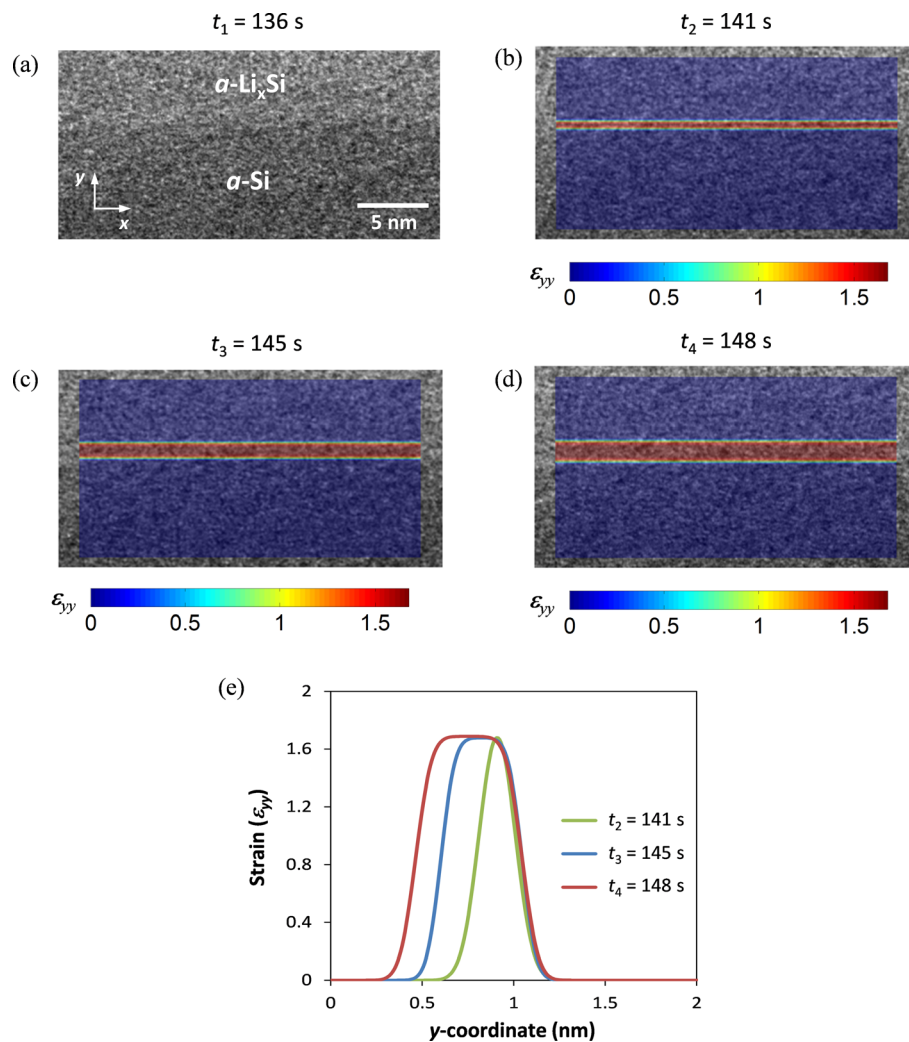 t₁ = 136 s
t₂ = 141 s
(a)
a-LiₓSi
a-Si
y
x
5 nm
(b)
εyy
0 0.5 1 1.5
t₃ = 145 s
t₄ = 148 s
(c)
(d)
εyy
0 0.5 1 1.5
εyy
0 0.5 1 1.5
(e)
2
1.6
1.2
0.8
0.4
0
Strain (εyy)
t₂ = 141 s
t₃ = 145 s
t₄ = 148 s
0 0.5 1 1.5 2
y-coordinate (nm)